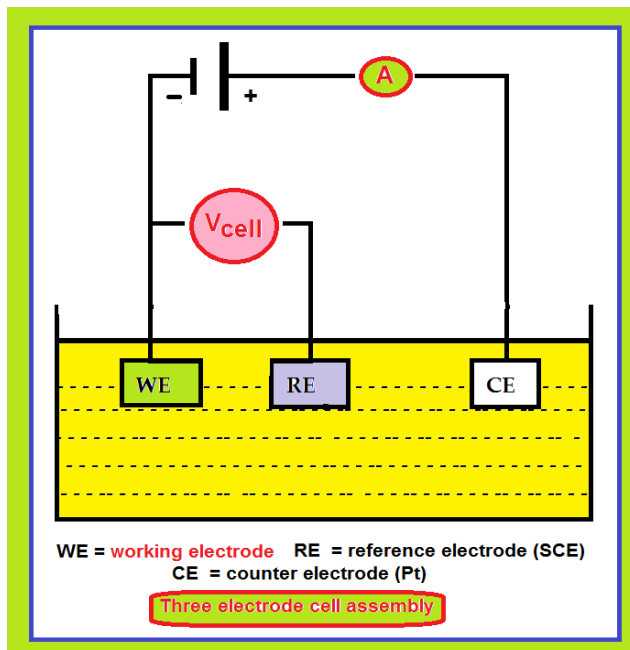 A
– +
Vcell
WE RE CE
WE = working electrode RE = reference electrode (SCE)
CE = counter electrode (Pt)
Three electrode cell assembly